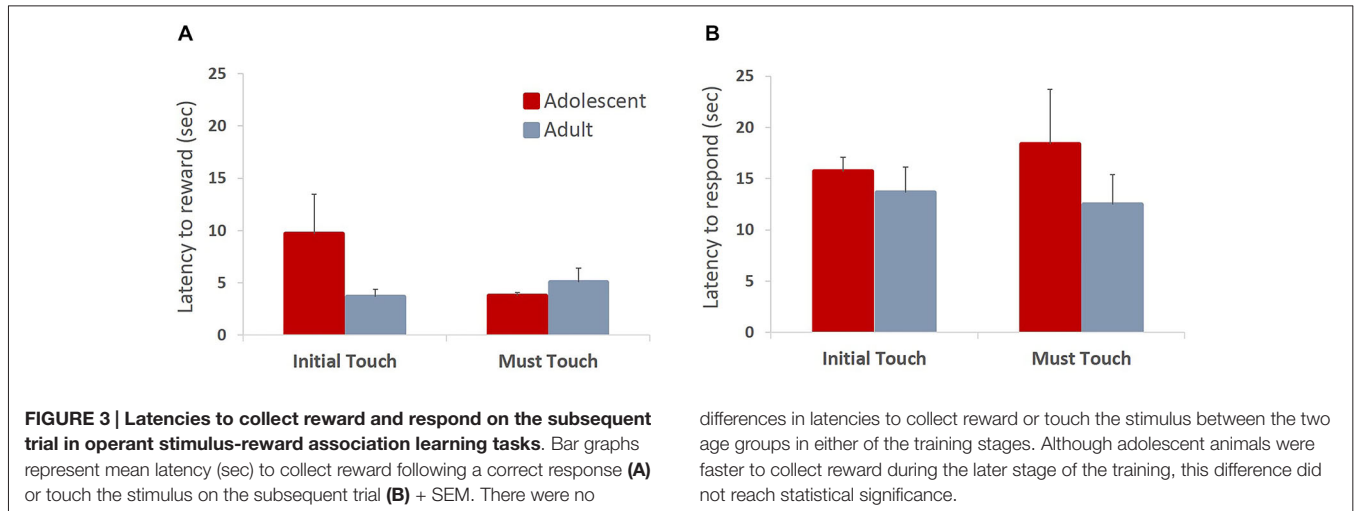 A
25
20
15
10
5
0
Latency to reward (sec)
Adolescent
Adult
Initial Touch
Must Touch
B
25
20
15
10
5
0
Latency to respond (sec)
Initial Touch
Must Touch
FIGURE 3 | Latencies to collect reward and respond on the subsequent
trial in operant stimulus-reward association learning tasks. Bar graphs
represent mean latency (sec) to collect reward following a correct response (A)
or touch the stimulus on the subsequent trial (B) + SEM. There were no
differences in latencies to collect reward or touch the stimulus between the two
age groups in either of the training stages. Although adolescent animals were
faster to collect reward during the later stage of the training, this difference did
not reach statistical significance.